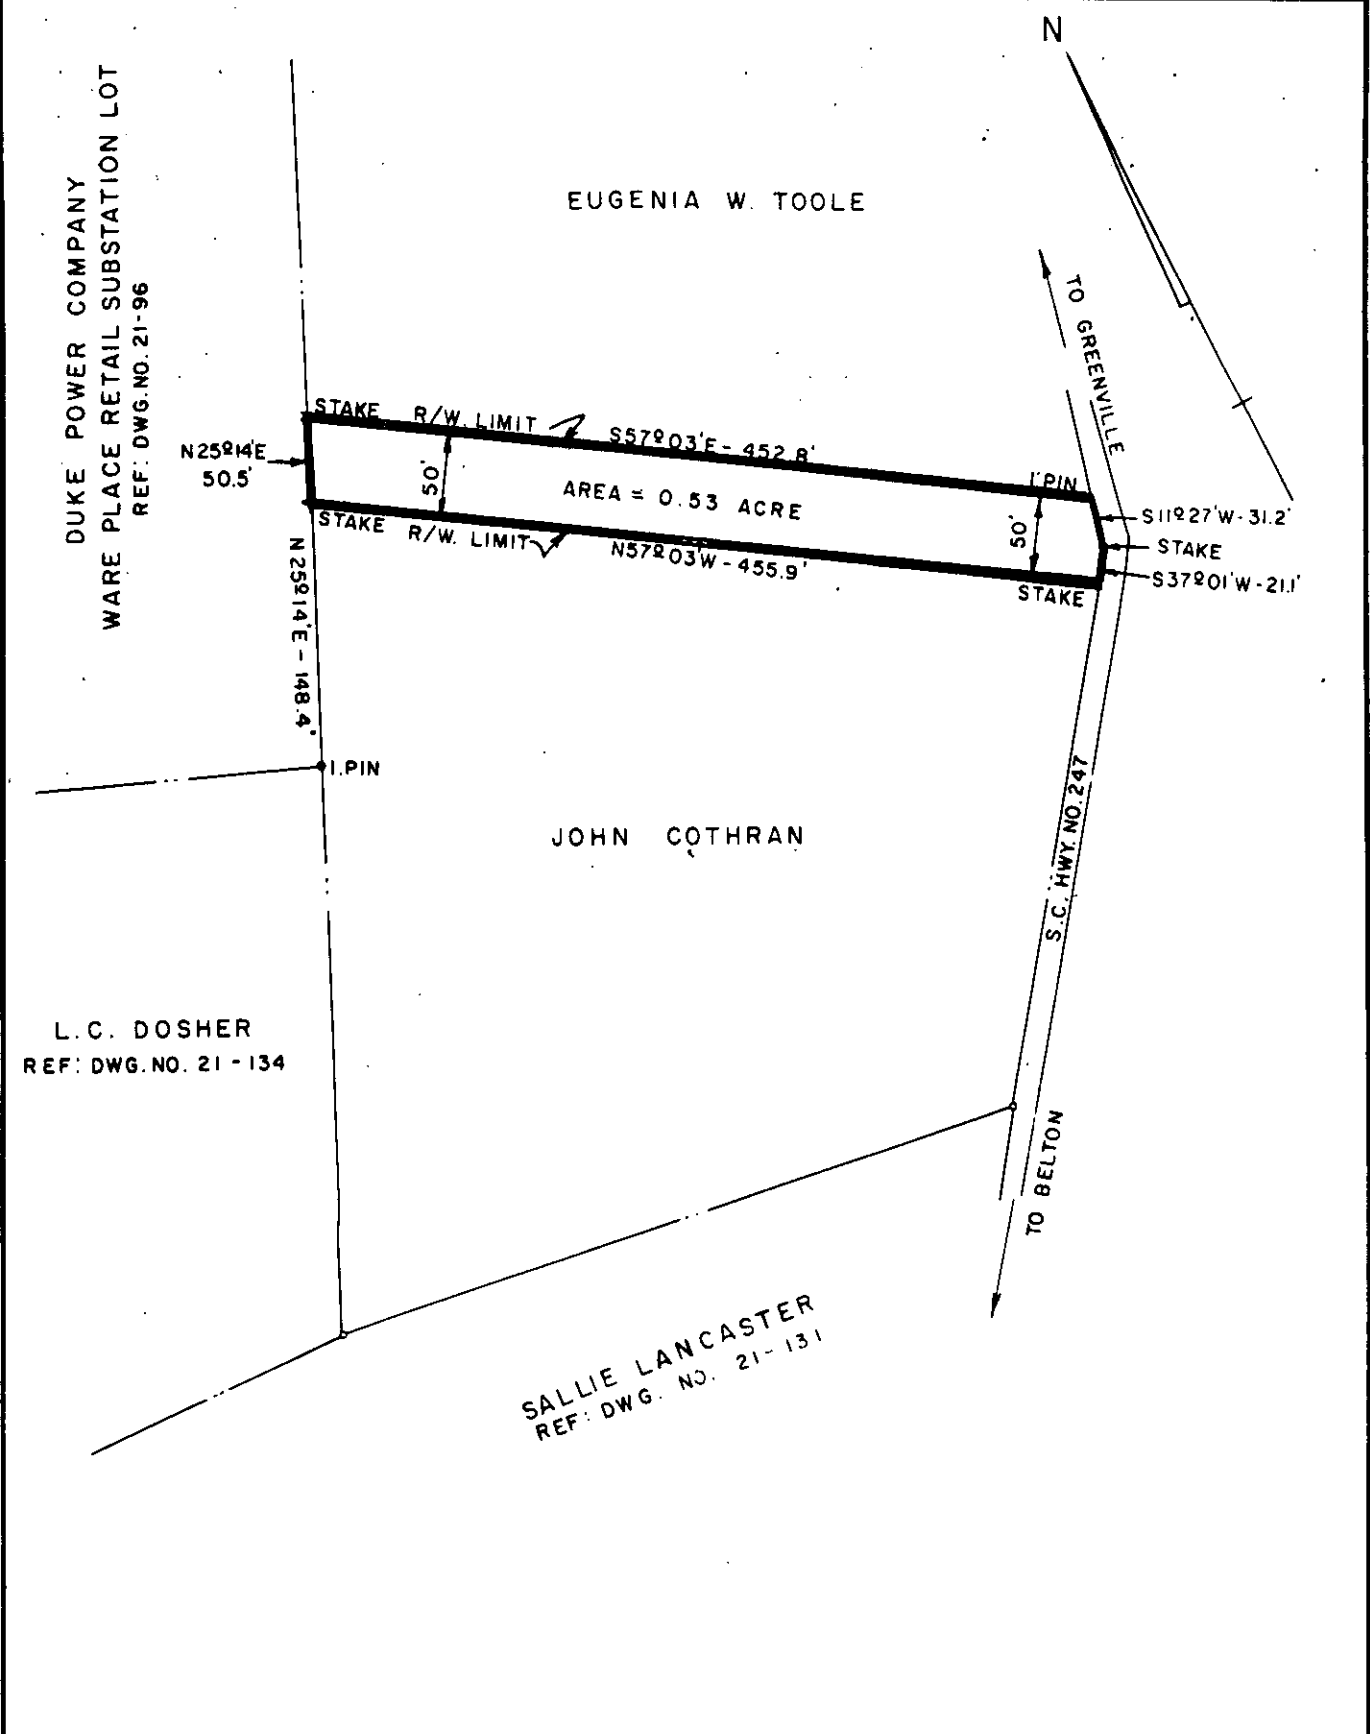 N
DUKE POWER COMPANY
WARE PLACE RETAIL SUBSTATION LOT
REF: DWG.NO. 21-96
EUGENIA W. TOOLE
TO GREENVILLE
STAKE R/W. LIMIT
S57º03'E - 452.8'
N25º14'E
50.5'
50'
AREA = 0.53 ACRE
I.PIN
50'
S11º27'W-31.2'
STAKE
S37º01'W-21.1'
STAKE R/W. LIMIT
N57º03'W-455.9'
STAKE
N25º14'E - 148.4'
I.PIN
JOHN COTHRAN
S.C. HWY. NO. 247
L.C. DOSHER
REF: DWG.NO. 21-134
TO BELTON
SALLIE LANCASTER
REF: DWG. NO. 21-131